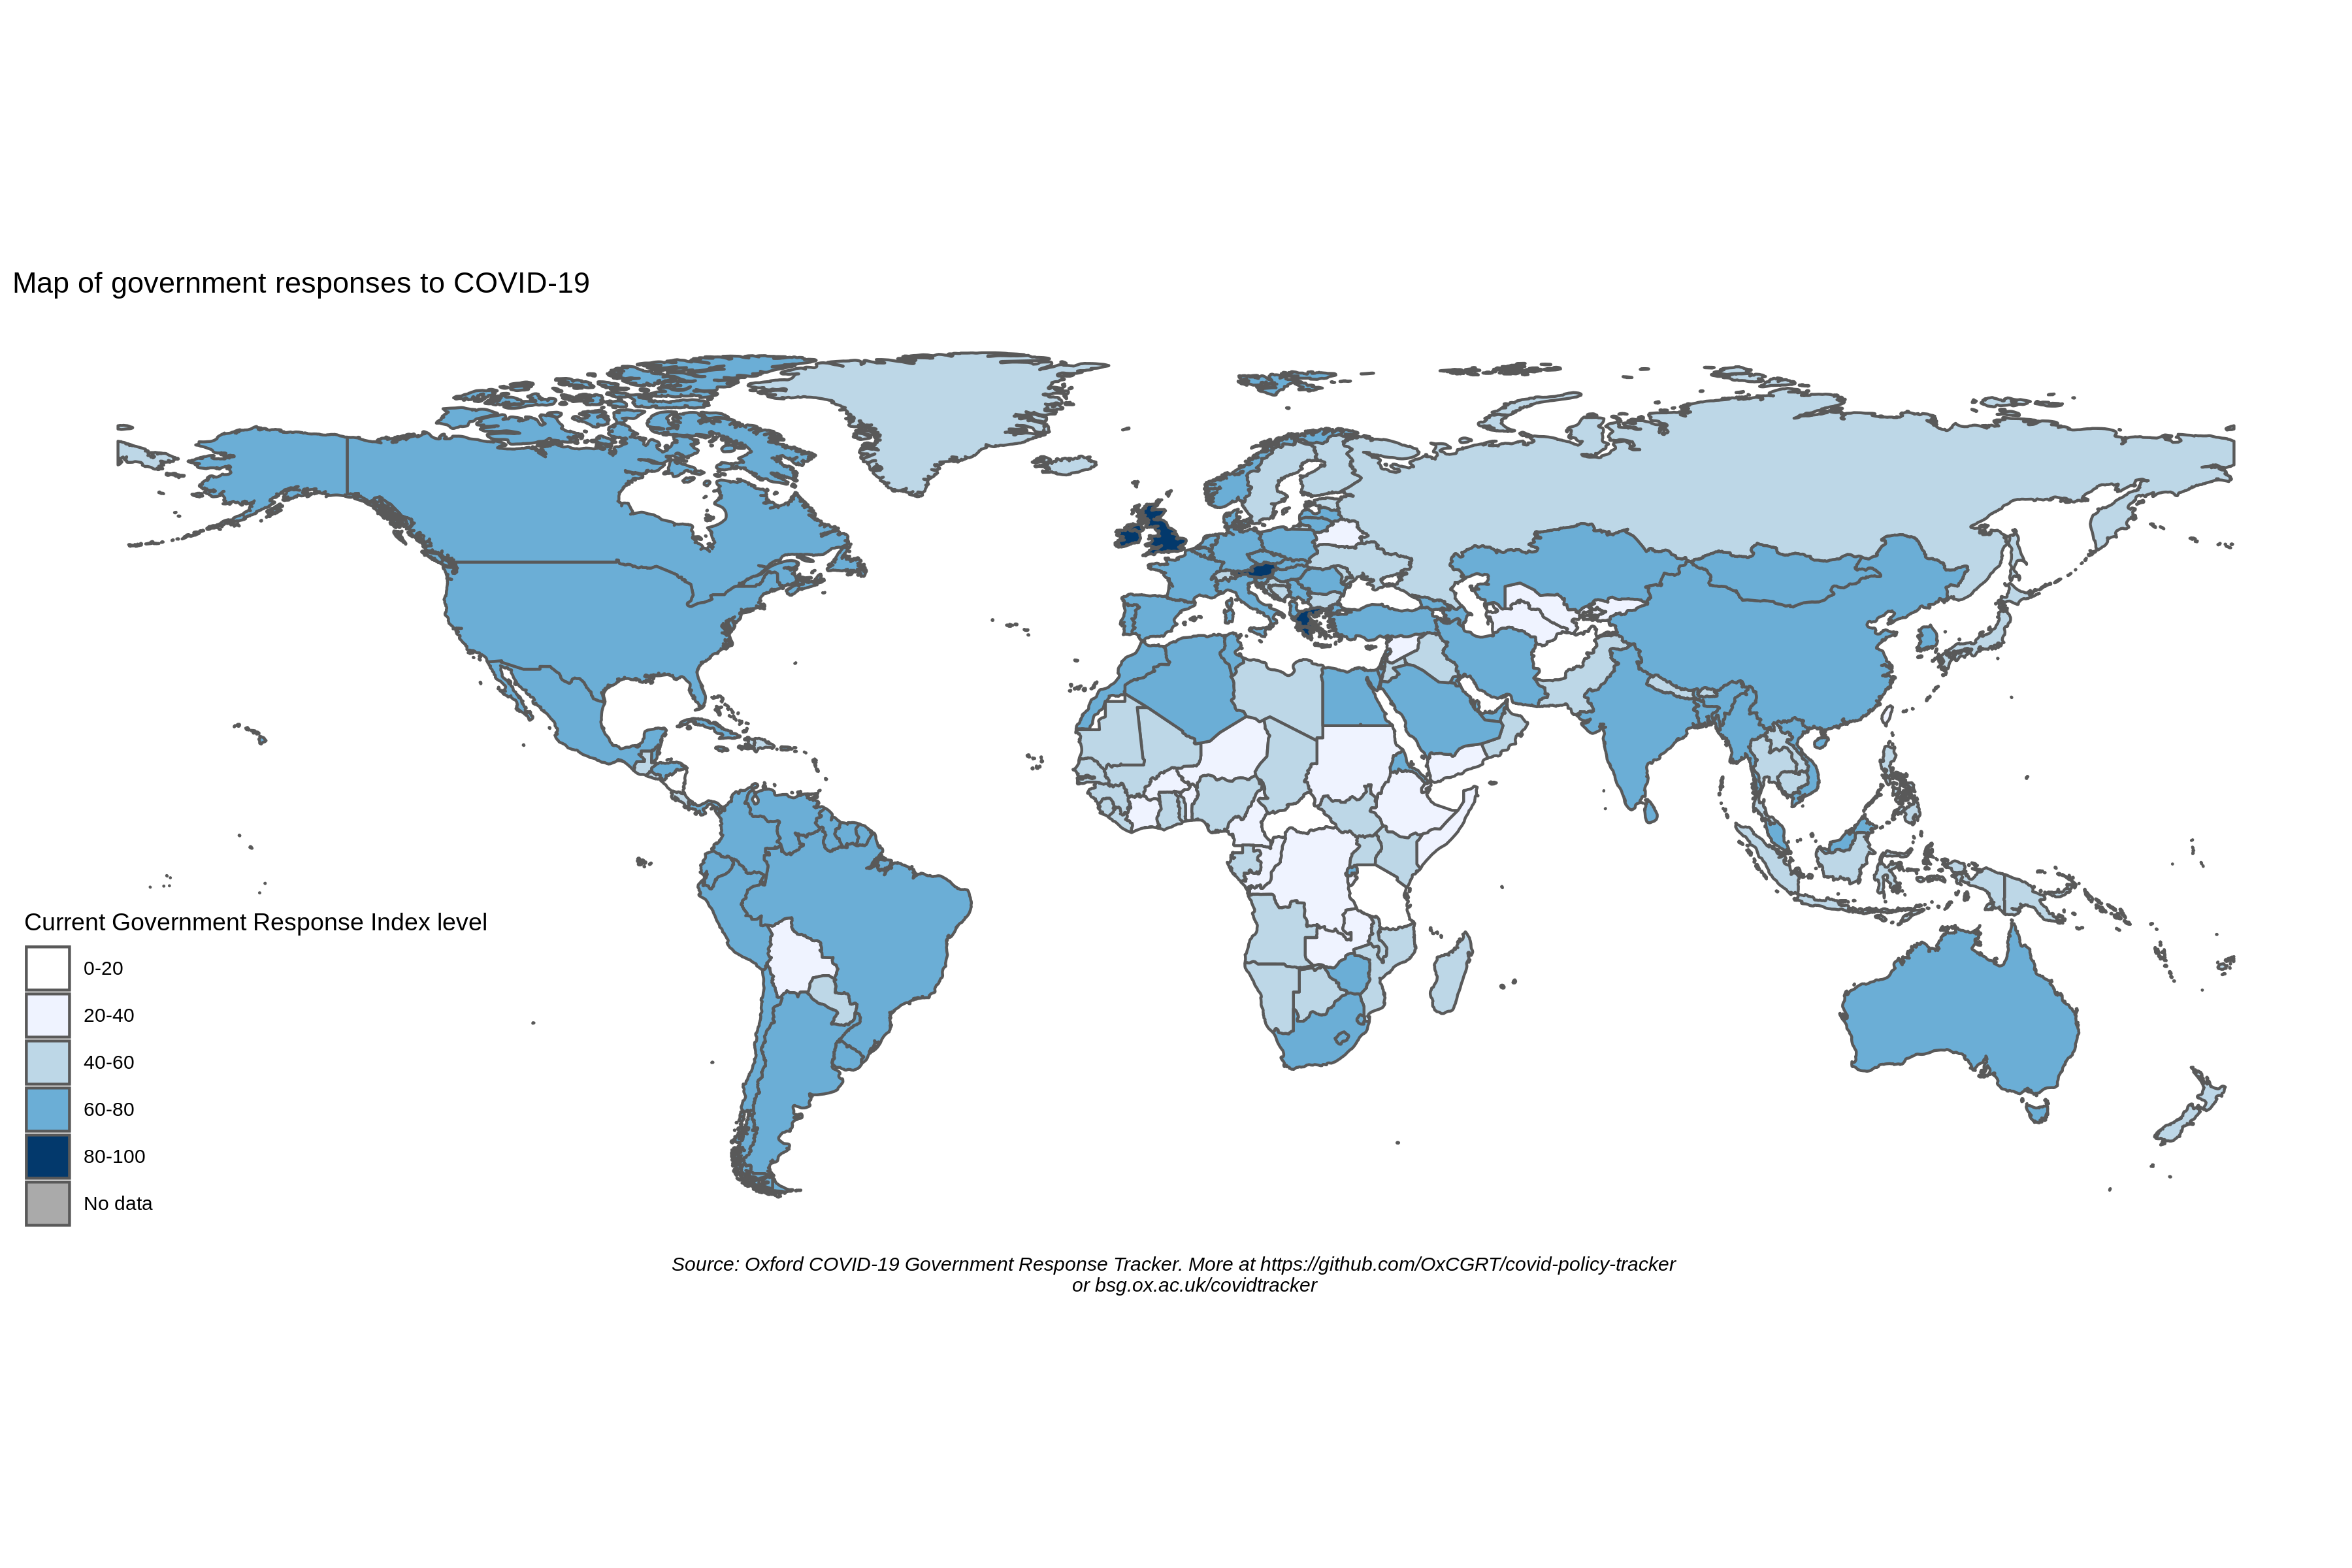 Map of government responses to COVID-19
Current Government Response Index level
0-20
20-40
40-60
60-80
80-100
No data
Source: Oxford COVID-19 Government Response Tracker. More at https://github.com/OxCGRT/covid-policy-tracker
or bsg.ox.ac.uk/covidtracker